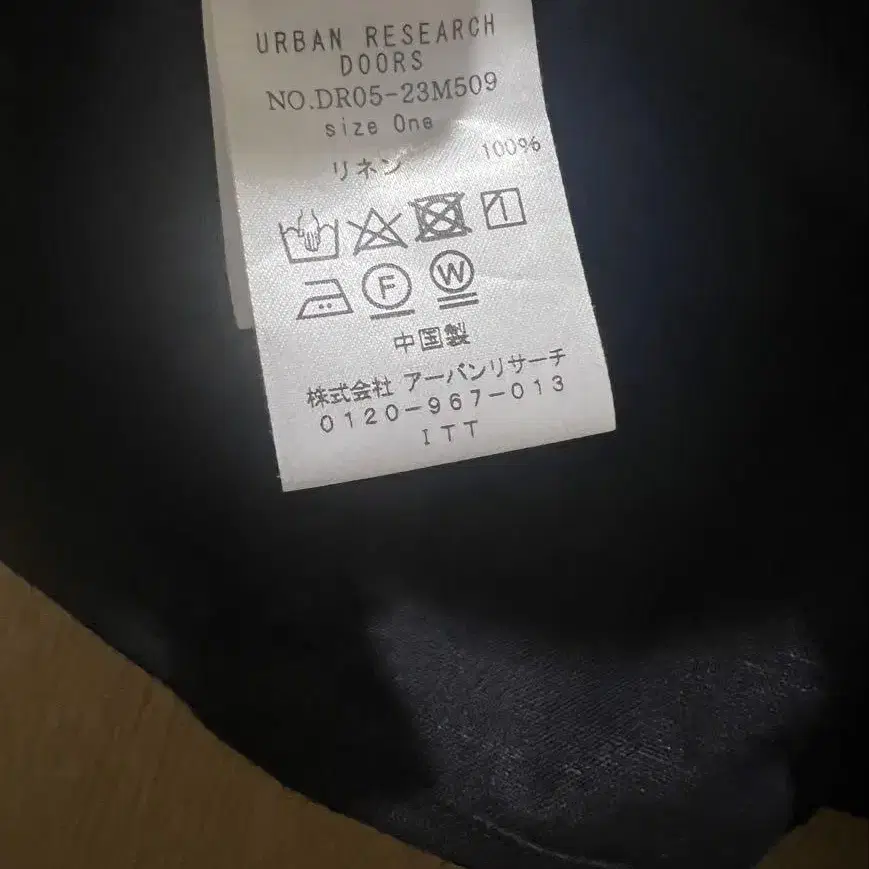 URBAN RESEARCH
DOORS
NO.DR05-23M509
size One
リネン 100%
F W
中国製
株式会社 アーバンリサーチ
0120-967-013
ITT